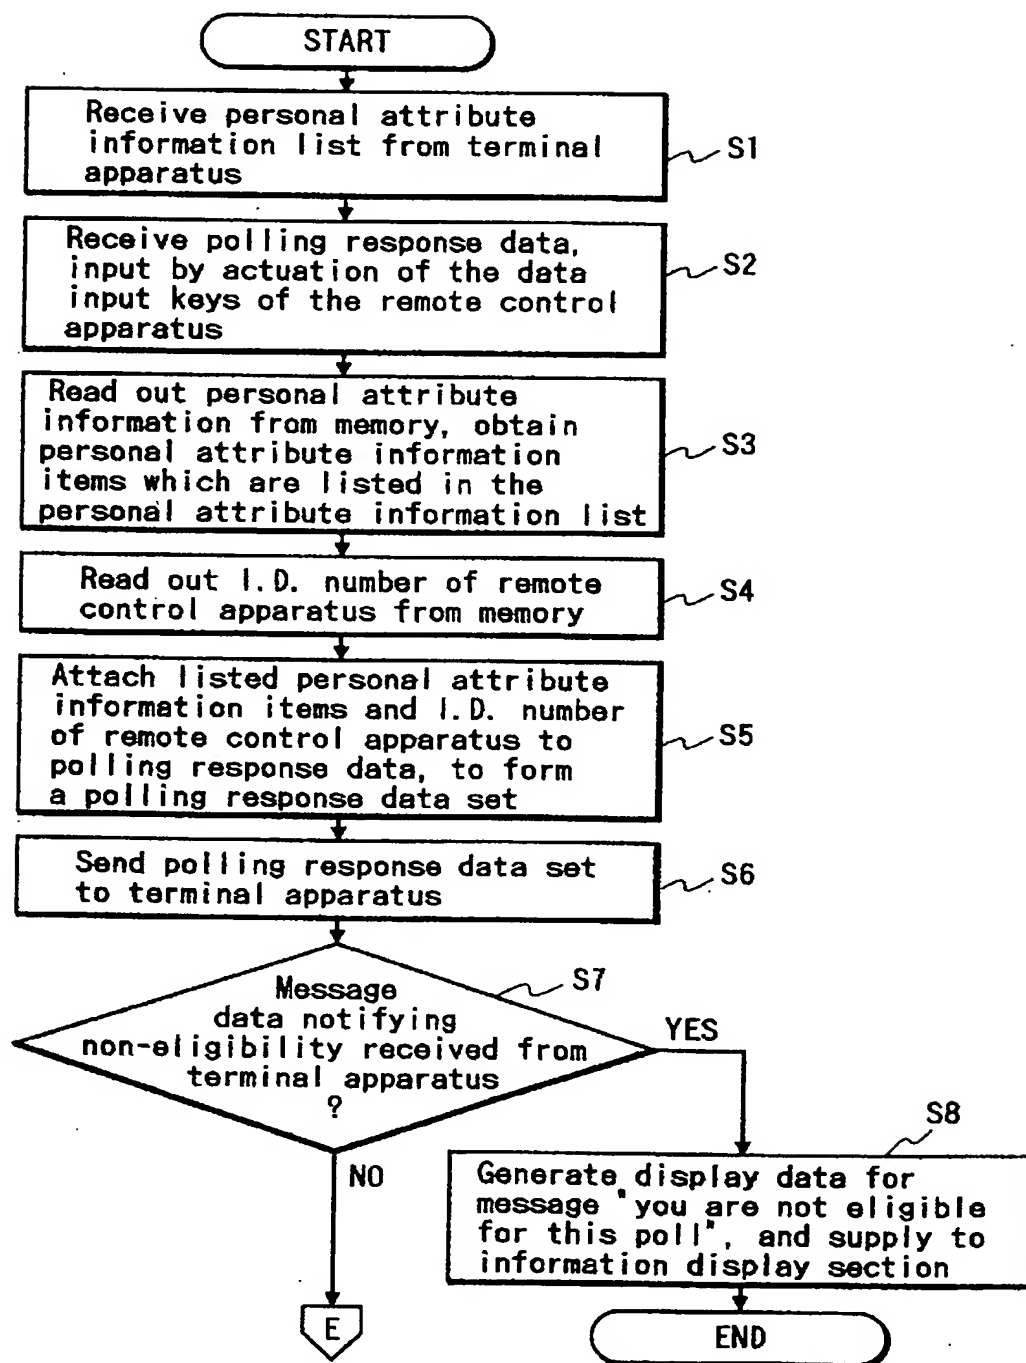 START
Receive personal attribute
information list from terminal
apparatus
S1
Receive polling response data,
input by actuation of the data
input keys of the remote control
apparatus
S2
Read out personal attribute
information from memory, obtain
personal attribute information
items which are listed in the
personal attribute information list
S3
Read out I.D. number of remote
control apparatus from memory
S4
Attach listed personal attribute
information items and I.D. number
of remote control apparatus to
polling response data, to form
a polling response data set
S5
Send polling response data set
to terminal apparatus
S6
Message
data notifying
non-eligibility received from
terminal apparatus
?
S7
YES
NO
S8
Generate display data for
message "you are not eligible
for this poll", and supply to
information display section
E
END